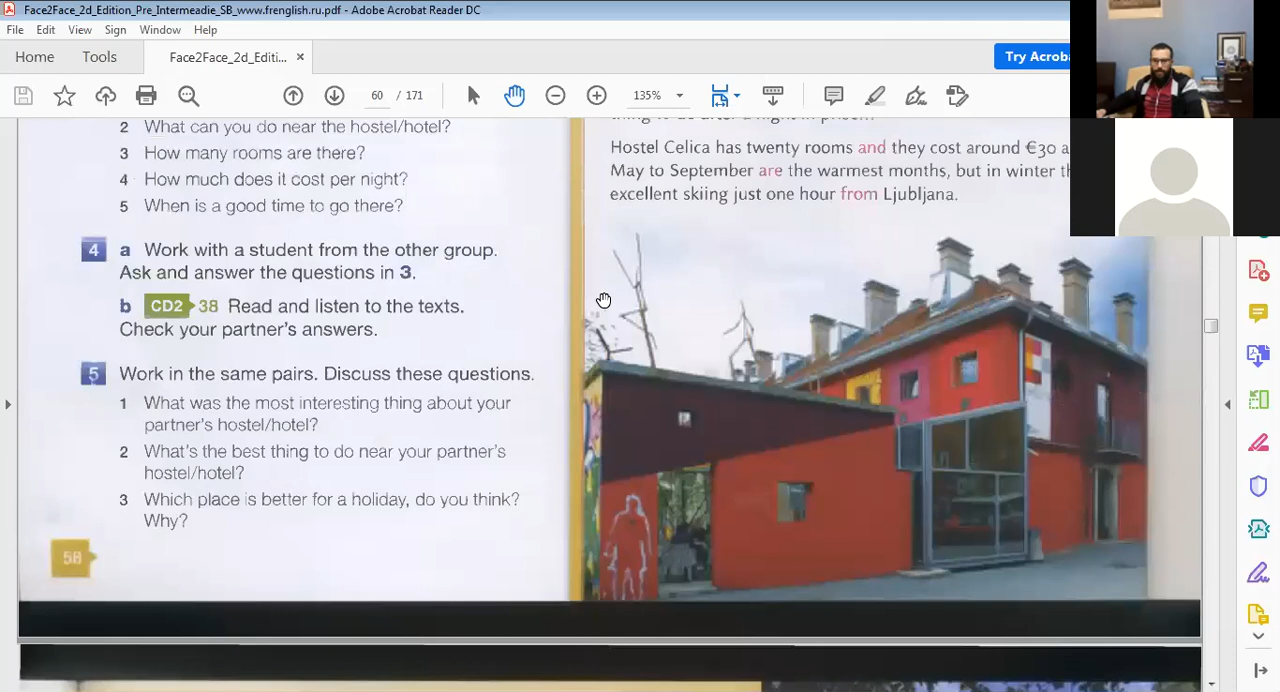 Face2Face_2d_Edition_Pre_Intermeadie_SB_www.frenglish.ru.pdf - Adobe Acrobat Reader DC
File Edit View Sign Window Help
Home Tools Face2Face_2d_Editi... × Try Acroba
60 / 171 135%
2 What can you do near the hostel/hotel?
3 How many rooms are there?
4 How much does it cost per night?
5 When is a good time to go there?
4 a Work with a student from the other group.
Ask and answer the questions in 3.
b CD2 38 Read and listen to the texts.
Check your partner's answers.
5 Work in the same pairs. Discuss these questions.
1 What was the most interesting thing about your
partner's hostel/hotel?
2 What's the best thing to do near your partner's
hostel/hotel?
3 Which place is better for a holiday, do you think?
Why?
58
thing to do after a night in prison!
Hostel Celica has twenty rooms and they cost around €30 a
May to September are the warmest months, but in winter th
excellent skiing just one hour from Ljubljana.